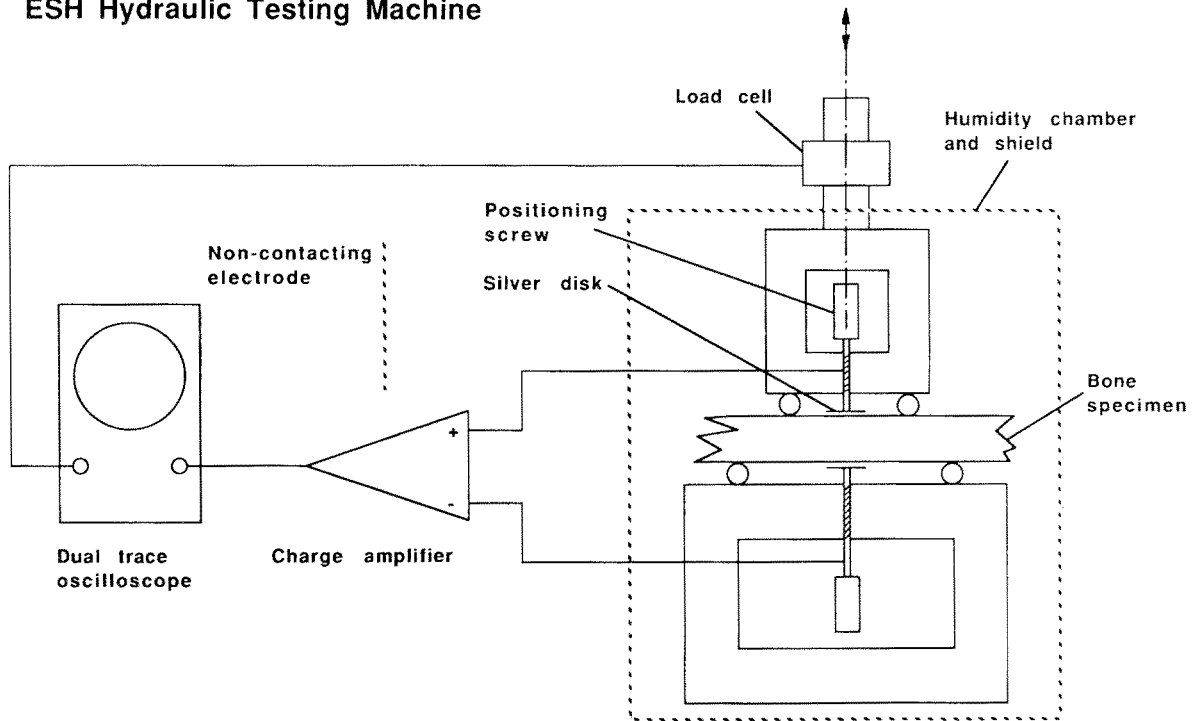 ESH Hydraulic Testing Machine
Load cell
Humidity chamber
and shield
Positioning
screw
Non-contacting
electrode
Silver disk
Bone
specimen
+
-
Dual trace
oscilloscope
Charge amplifier